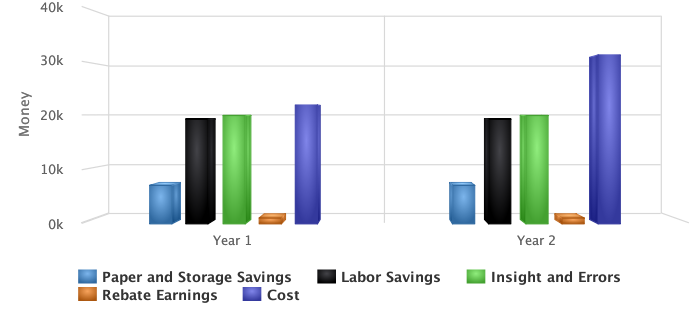 40k
30k
20k
10k
0k
Money
Year 1 Year 2
Paper and Storage Savings Labor Savings Insight and Errors
Rebate Earnings Cost